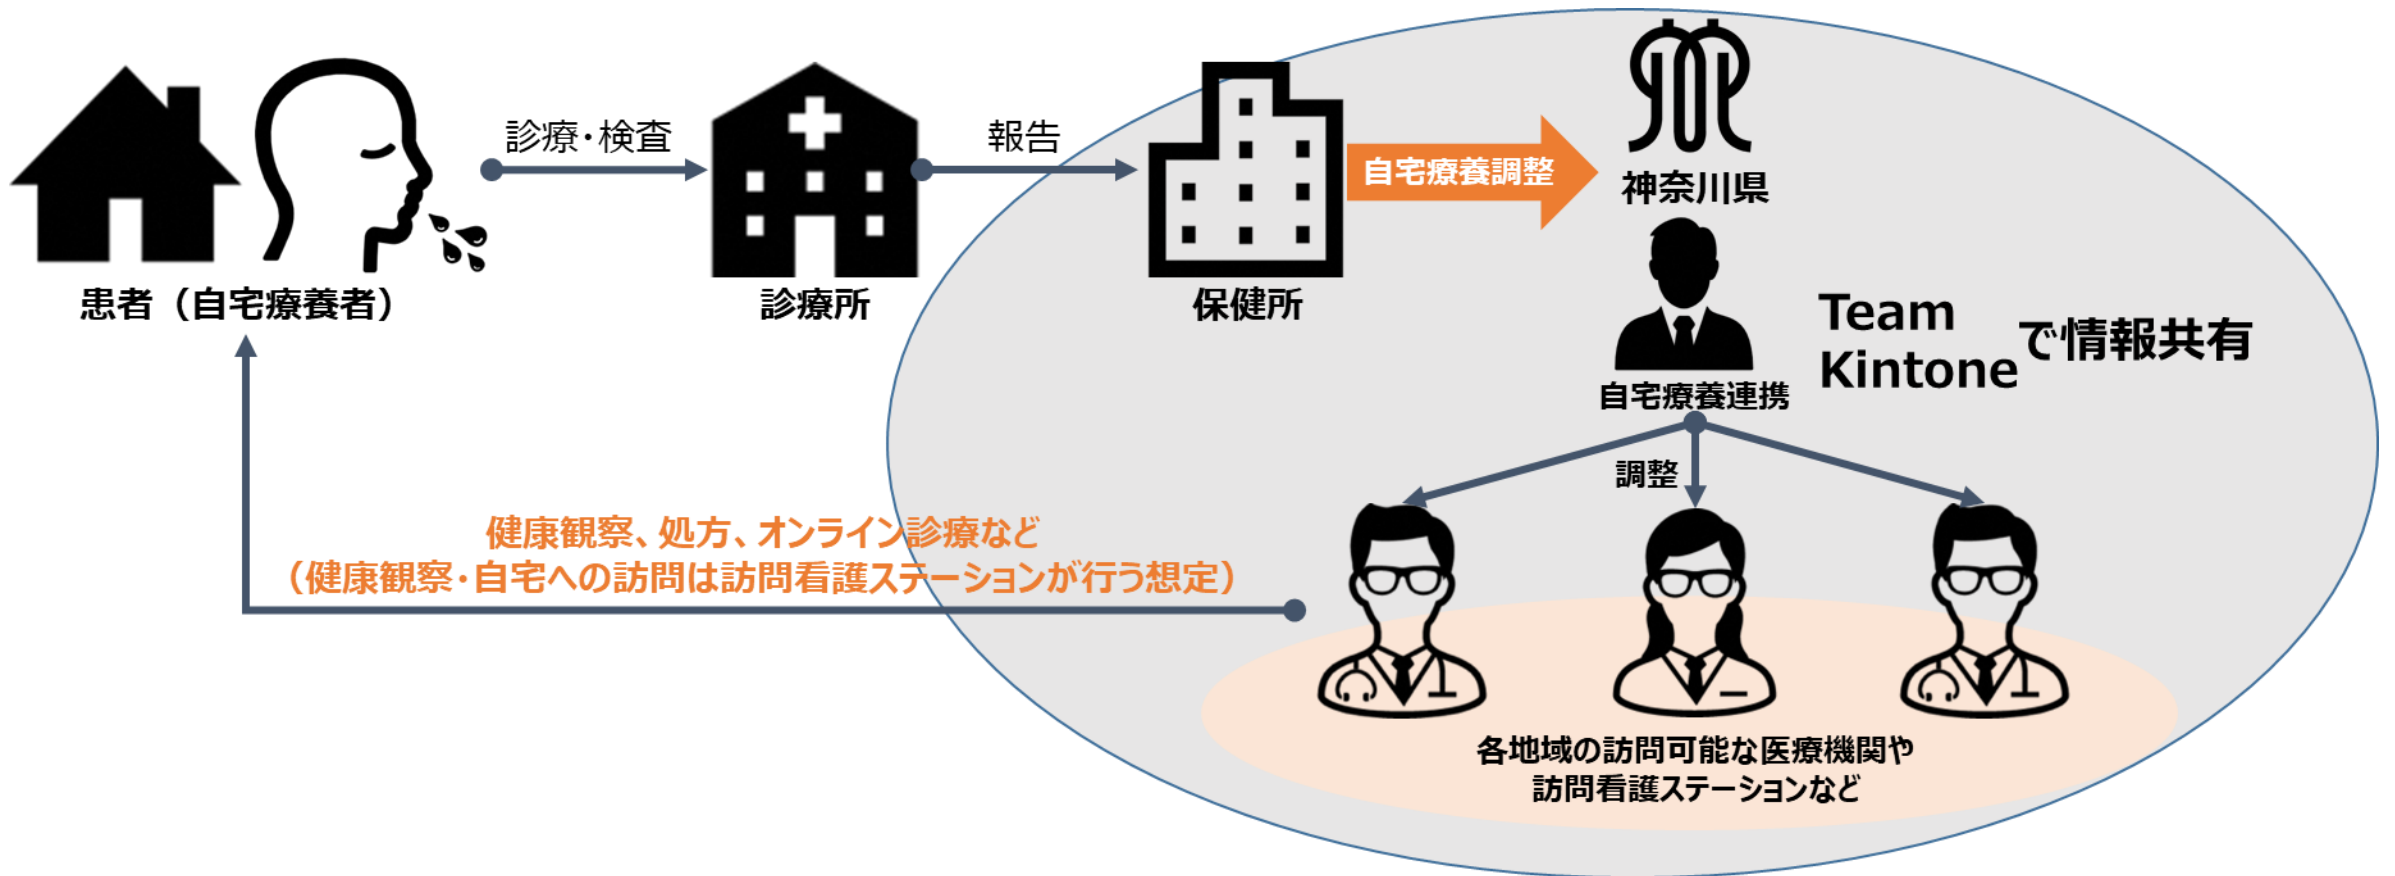 診療・検査
報告
自宅療養調整
神奈川県
患者（自宅療養者）
診療所
保健所
Team
Kintone
で情報共有
自宅療養連携
調整
健康観察、処方、オンライン診療など
（健康観察・自宅への訪問は訪問看護ステーションが行う想定）
各地域の訪問可能な医療機関や
訪問看護ステーションなど